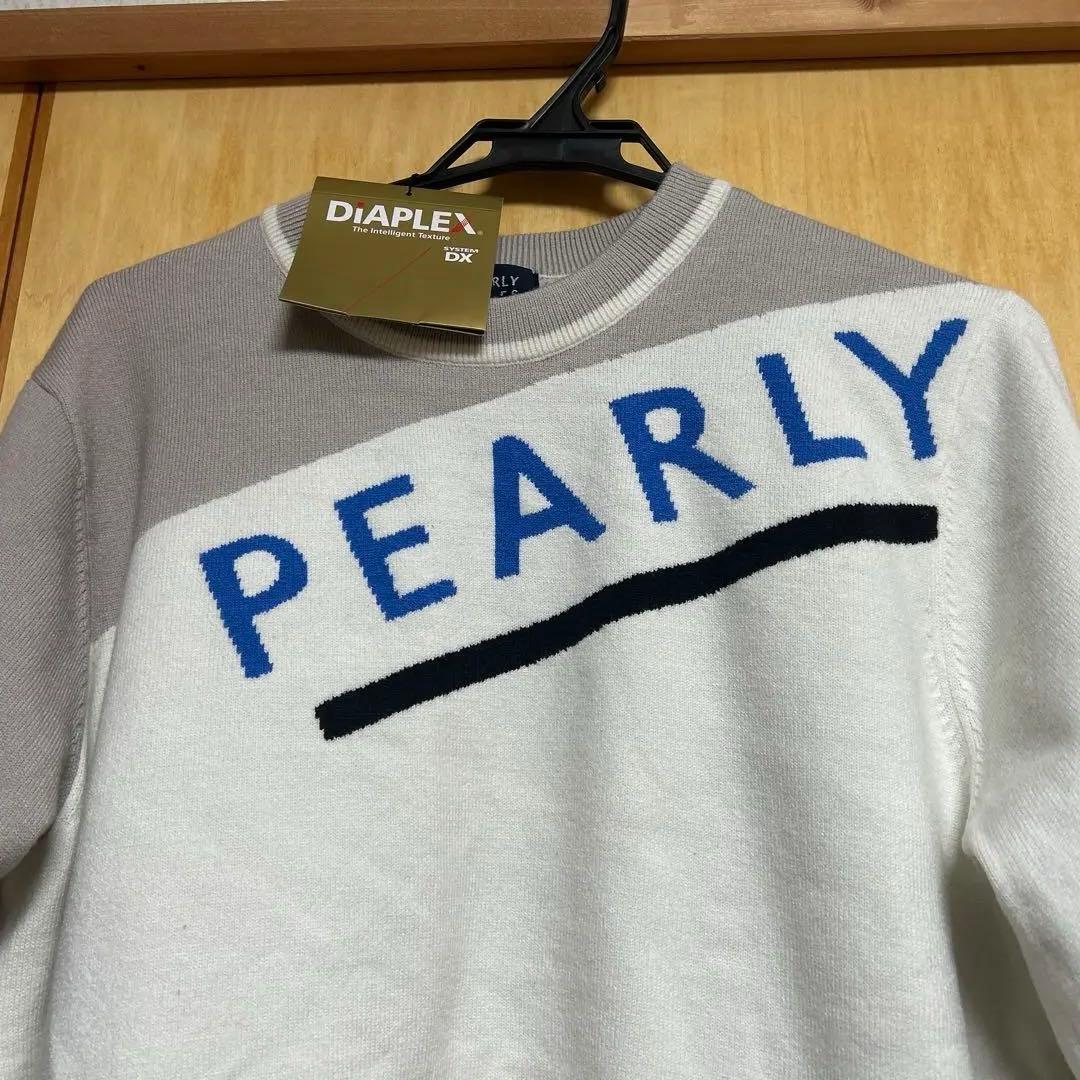 DiAPLEX®
The Intelligent Texture
SYSTEM
DX
PEARLY